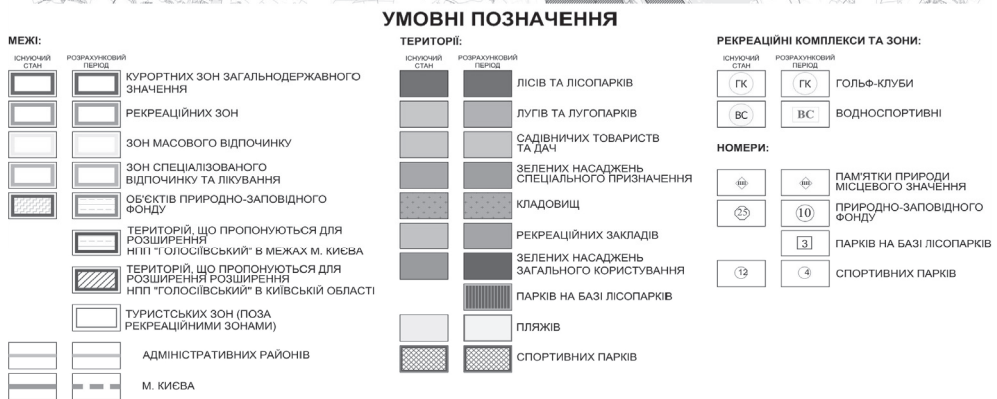 УМОВНІ ПОЗНАЧЕННЯ
МЕЖІ:
ІСНУЮЧИЙ СТАН
РОЗРАХУНКОВИЙ ПЕРІОД
КУРОРТНИХ ЗОН ЗАГАЛЬНОДЕРЖАВНОГО
ЗНАЧЕННЯ
РЕКРЕАЦІЙНИХ ЗОН
ЗОН МАСОВОГО ВІДПОЧИНКУ
ЗОН СПЕЦІАЛІЗОВАНОГО
ВІДПОЧИНКУ ТА ЛІКУВАННЯ
ОБ'ЄКТІВ ПРИРОДНО-ЗАПОВІДНОГО
ФОНДУ
ТЕРИТОРІЙ, ЩО ПРОПОНУЮТЬСЯ ДЛЯ
РОЗШИРЕННЯ
НПП "ГОЛОСІЇВСЬКИЙ" В МЕЖАХ М. КИЄВА
ТЕРИТОРІЙ, ЩО ПРОПОНУЮТЬСЯ ДЛЯ
РОЗШИРЕННЯ РОЗШИРЕННЯ
НПП "ГОЛОСІЇВСЬКИЙ" В КИЇВСЬКІЙ ОБЛАСТІ
ТУРИСТСЬКИХ ЗОН (ПОЗА
РЕКРЕАЦІЙНИМИ ЗОНАМИ)
АДМІНІСТРАТИВНИХ РАЙОНІВ
М. КИЄВА
ТЕРИТОРІЇ:
ІСНУЮЧИЙ СТАН
РОЗРАХУНКОВИЙ ПЕРІОД
ЛІСІВ ТА ЛІСОПАРКІВ
ЛУГІВ ТА ЛУГОПАРКІВ
САДІВНИЧИХ ТОВАРИСТВ
ТА ДАЧ
ЗЕЛЕНИХ НАСАДЖЕНЬ
СПЕЦІАЛЬНОГО ПРИЗНАЧЕННЯ
КЛАДОВИЩ
РЕКРЕАЦІЙНИХ ЗАКЛАДІВ
ЗЕЛЕНИХ НАСАДЖЕНЬ
ЗАГАЛЬНОГО КОРИСТУВАННЯ
ПАРКІВ НА БАЗІ ЛІСОПАРКІВ
ПЛЯЖІВ
СПОРТИВНИХ ПАРКІВ
РЕКРЕАЦІЙНІ КОМПЛЕКСИ ТА ЗОНИ:
ІСНУЮЧИЙ СТАН
РОЗРАХУНКОВИЙ ПЕРІОД
ГК ГК ГОЛЬФ-КЛУБИ
ВС ВС ВОДНОСПОРТИВНІ
НОМЕРИ:
ПАМ'ЯТКИ ПРИРОДИ
МІСЦЕВОГО ЗНАЧЕННЯ
25 10 ПРИРОДНО-ЗАПОВІДНОГО
ФОНДУ
3 ПАРКІВ НА БАЗІ ЛІСОПАРКІВ
12 4 СПОРТИВНИХ ПАРКІВ